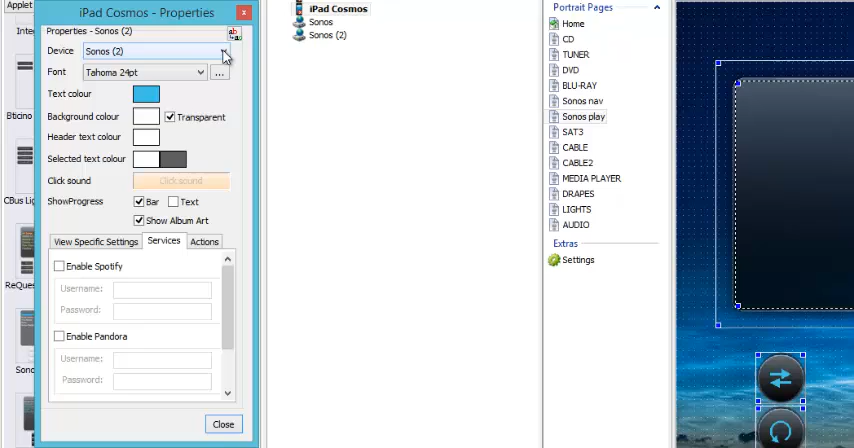 Applet
iPad Cosmos - Properties
x
Properties - Sonos (2)
Device
Sonos (2)
Font
Tahoma 24pt
...
Text colour
Background colour
Transparent
Header text colour
Selected text colour
Click sound
Click sound
ShowProgress
Bar
Text
Show Album Art
View Specific Settings
Services
Actions
Enable Spotify
Username:
Password:
Enable Pandora
Username:
Password:
Close
Bticino
CBus Lig
ReQues
Sono
iPad Cosmos
Sonos
Sonos (2)
Portrait Pages
Home
CD
TUNER
DVD
BLU-RAY
Sonos nav
Sonos play
SAT3
CABLE
CABLE2
MEDIA PLAYER
DRAPES
LIGHTS
AUDIO
Extras
Settings